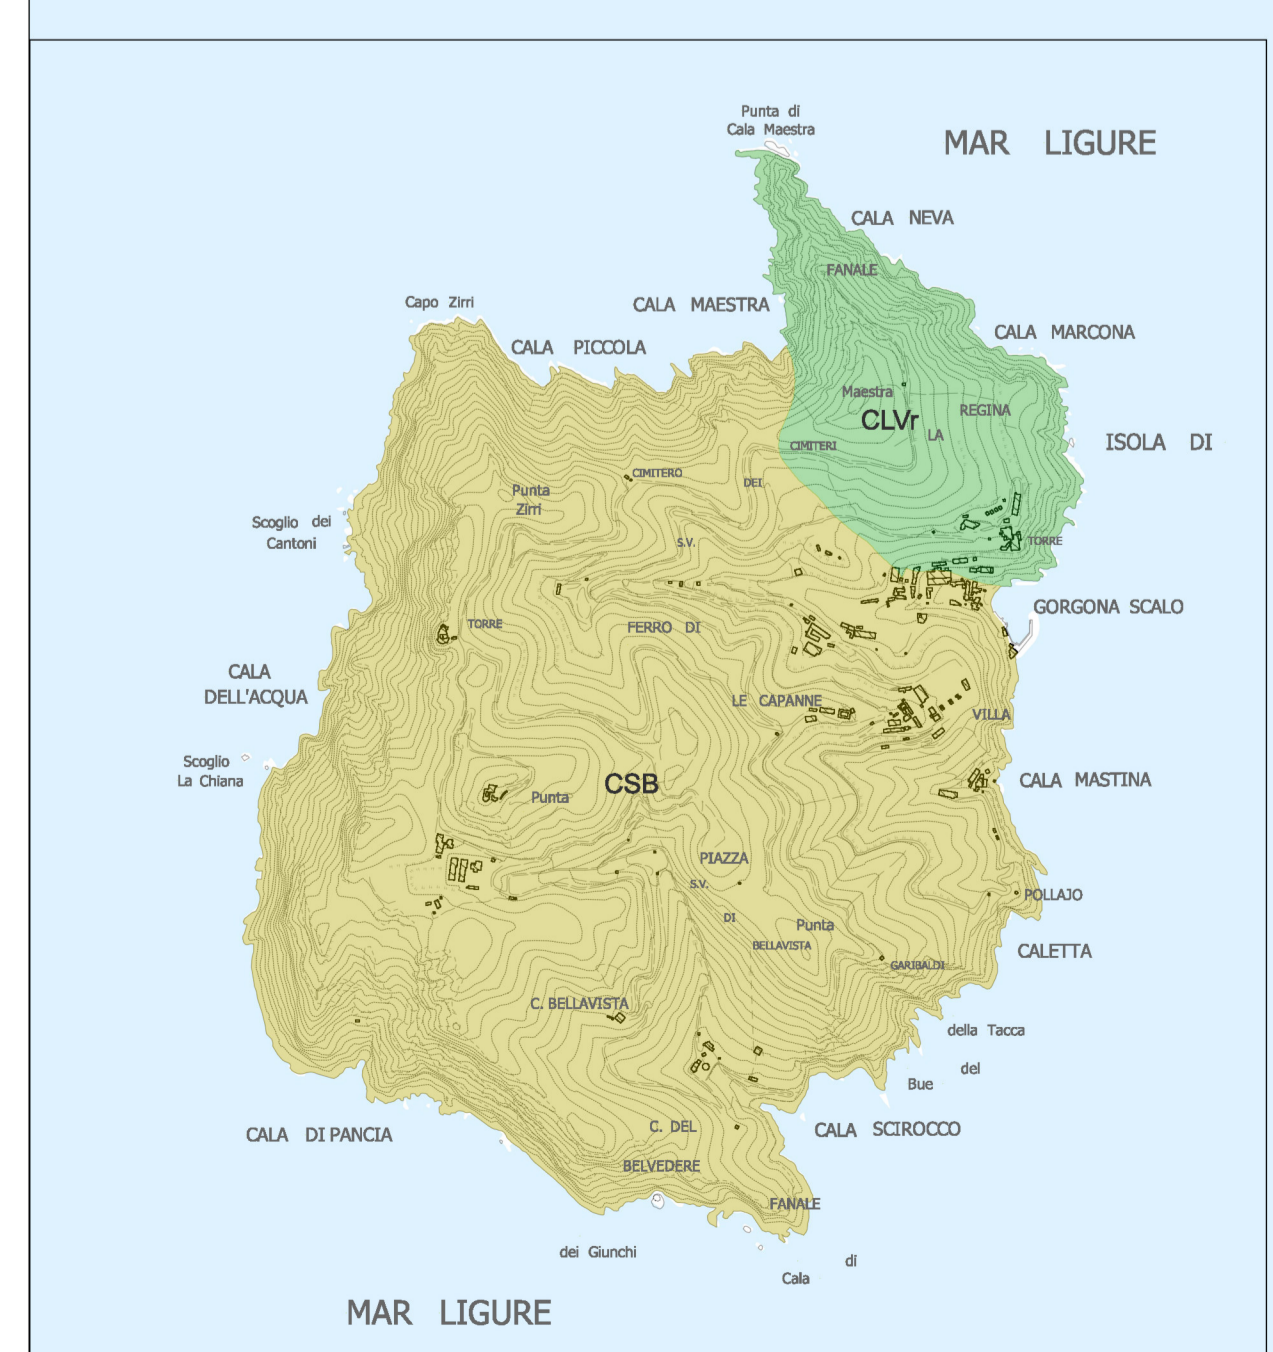 Punta di
Cala Maestra
MAR LIGURE
CALA NEVA
FANALE
Capo Zirri
CALA MAESTRA
CALA MARCONA
CALA PICCOLA
Maestra
REGINA
CLVr
LA
ISOLA DI
CIMITERI
CIMITERO
DEI
Punta
Zirri
Scoglio dei
Cantoni
S.V.
TORRE
GORGONA SCALO
TORRE
FERRO DI
CALA
DELL'ACQUA
LE CAPANNE
VILLA
Scoglio
La Chiana
CSB
CALA MASTINA
Punta
PIAZZA
S.V.
POLLAJO
DI
Punta
BELLAVISTA
CALETTA
GARIBALDI
C. BELLAVISTA
della Tacca
del
Bue
CALA DI PANCIA
C. DEL
CALA SCIROCCO
BELVEDERE
FANALE
dei Giunchi
di
Cala
MAR LIGURE